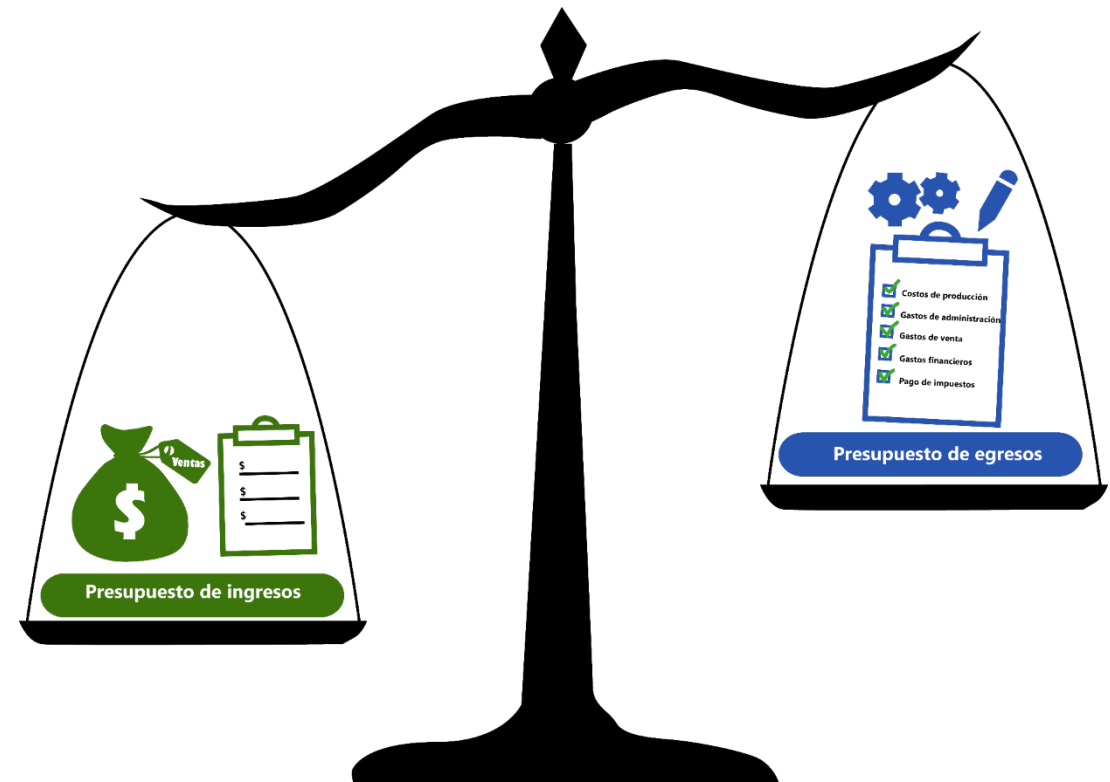 Ventas
$
$
$
$
Presupuesto de ingresos
Costos de producción
Gastos de administración
Gastos de venta
Gastos financieros
Pago de impuestos
Presupuesto de egresos